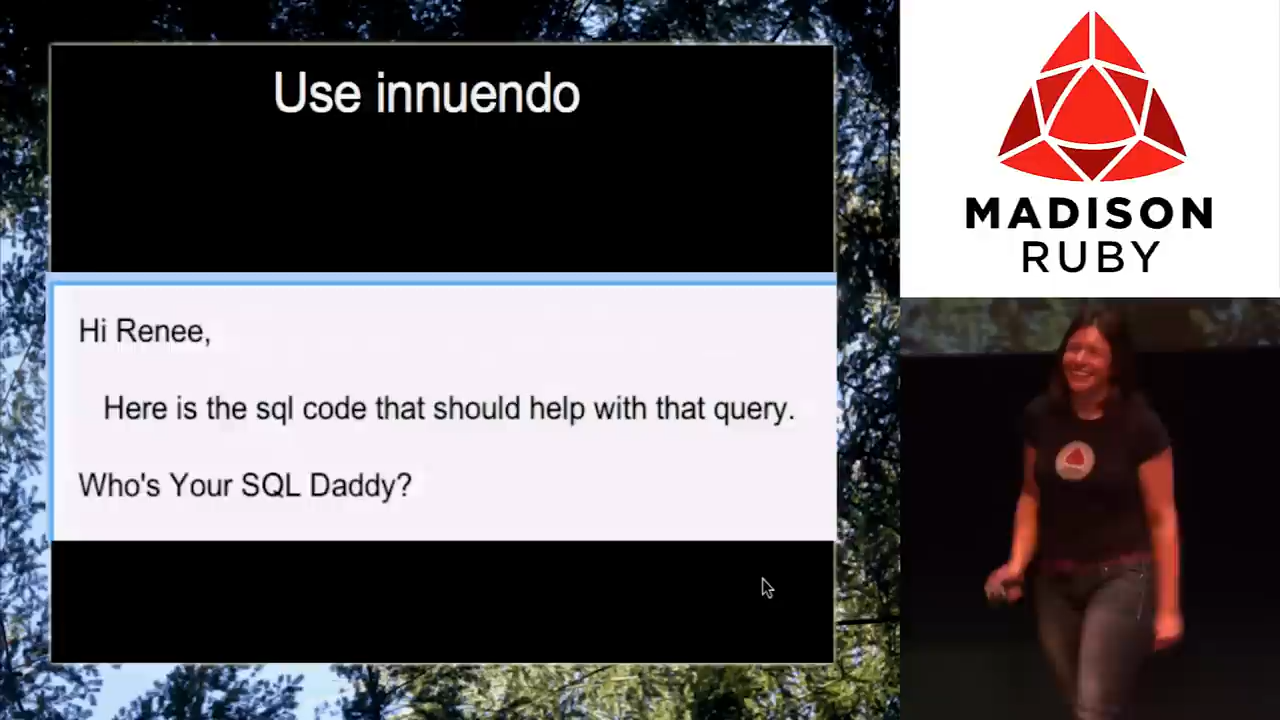 Use innuendo
Hi Renee,
Here is the sql code that should help with that query.
Who's Your SQL Daddy?
MADISON
RUBY